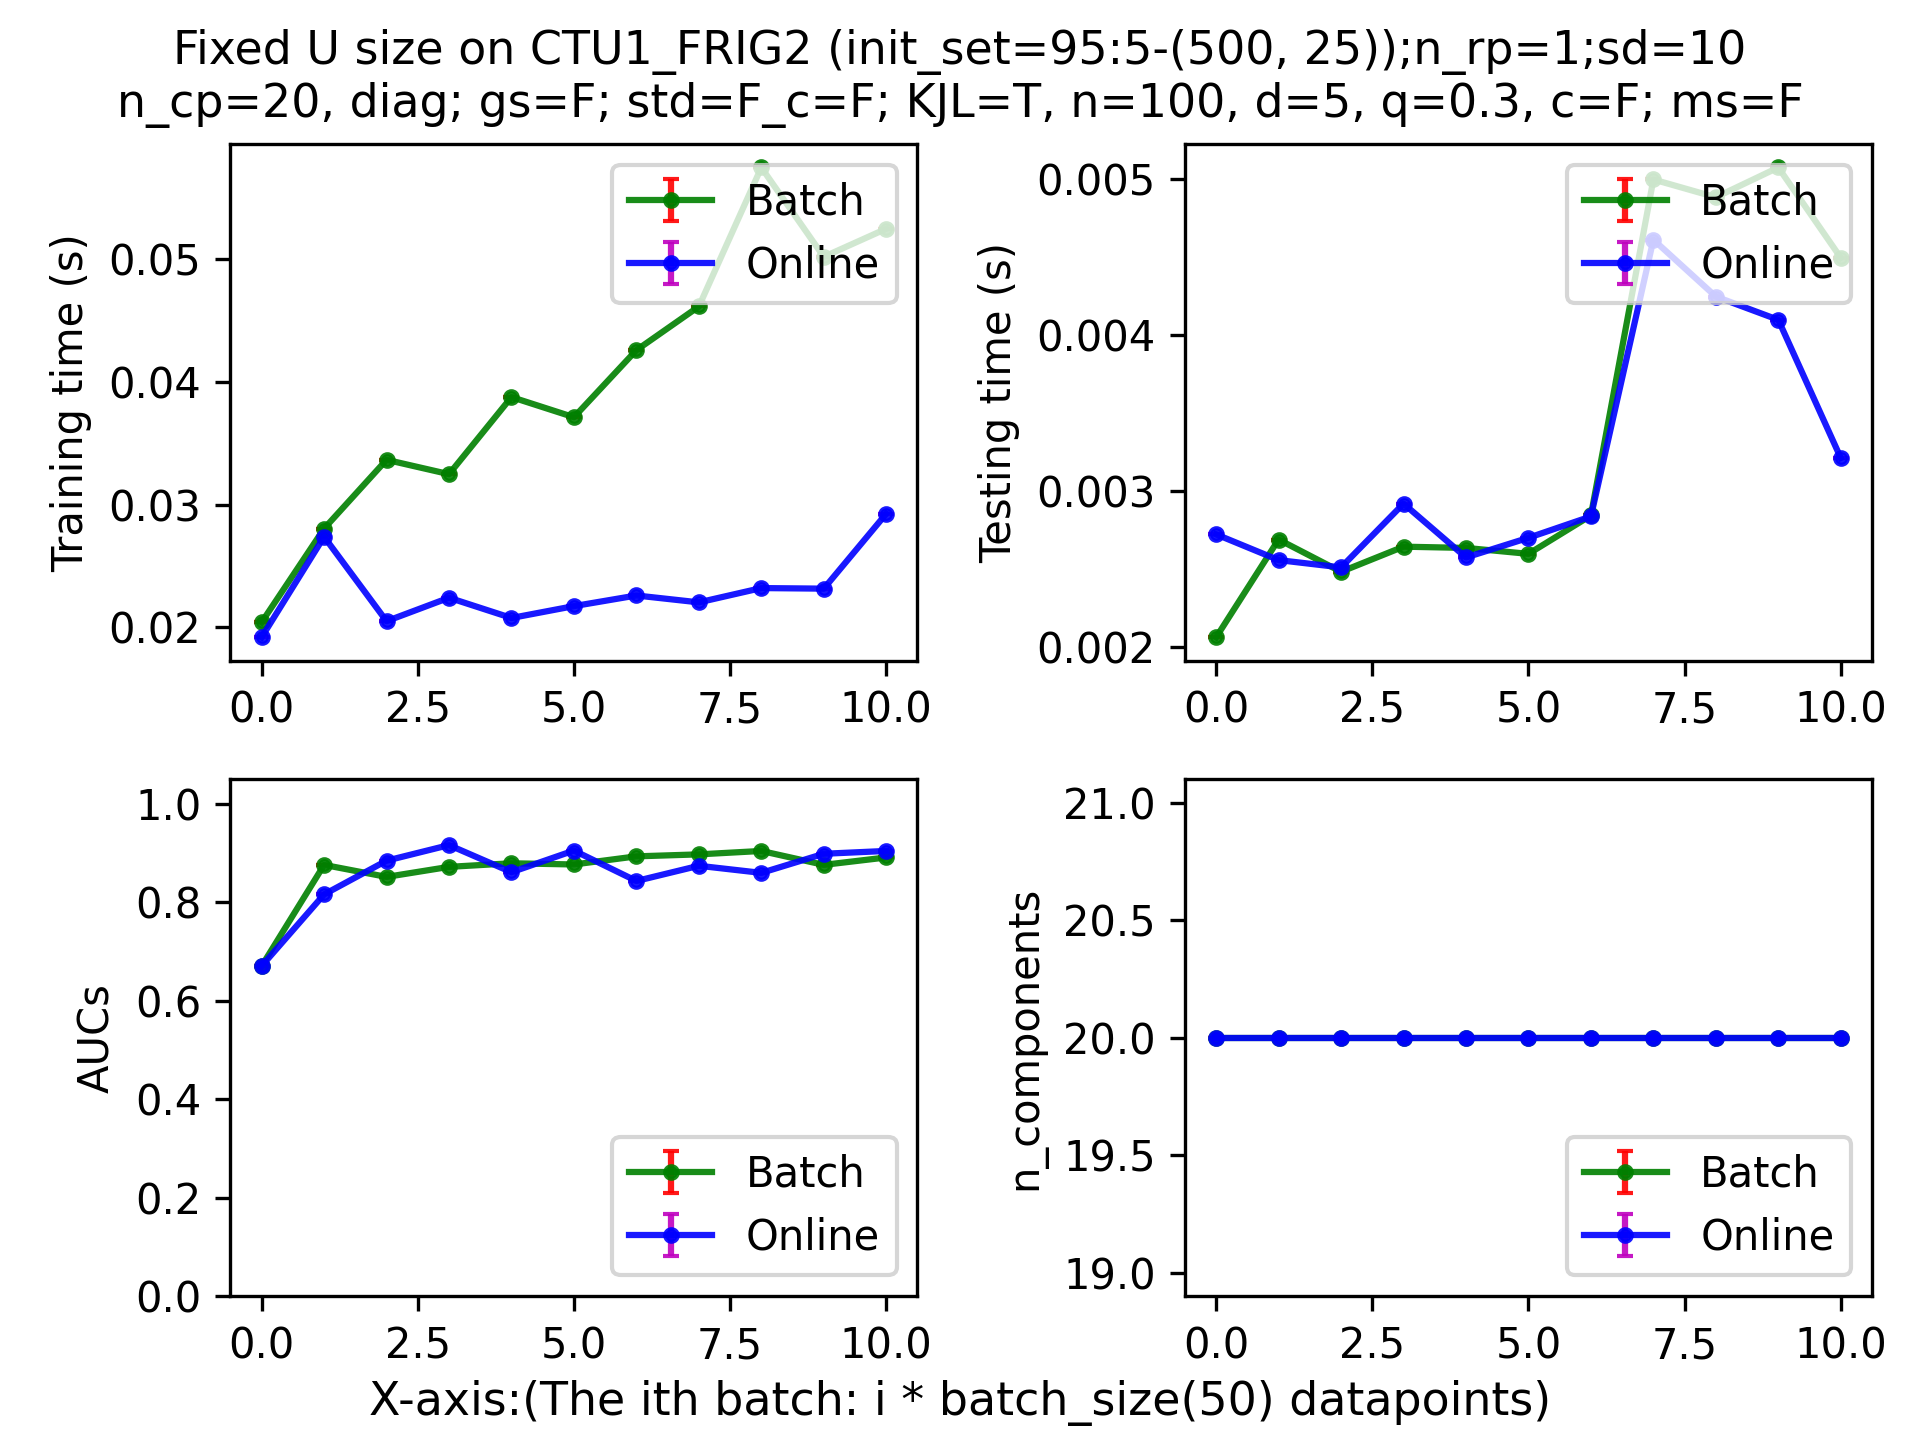 Fixed U size on CTU1_FRIG2 (init_set=95:5-(500, 25));n_rp=1;sd=10
n_cp=20, diag; gs=F; std=F_c=F; KJL=T, n=100, d=5, q=0.3, c=F; ms=F
Training time (s)
0.05
0.04
0.03
0.02
0.0 2.5 5.0 7.5 10.0
Batch
Online
Testing time (s)
0.005
0.004
0.003
0.002
0.0 2.5 5.0 7.5 10.0
Batch
Online
AUCs
1.0
0.8
0.6
0.4
0.2
0.0
0.0 2.5 5.0 7.5 10.0
Batch
Online
n_components
21.0
20.5
20.0
19.5
19.0
0.0 2.5 5.0 7.5 10.0
Batch
Online
X-axis:(The ith batch: i * batch_size(50) datapoints)